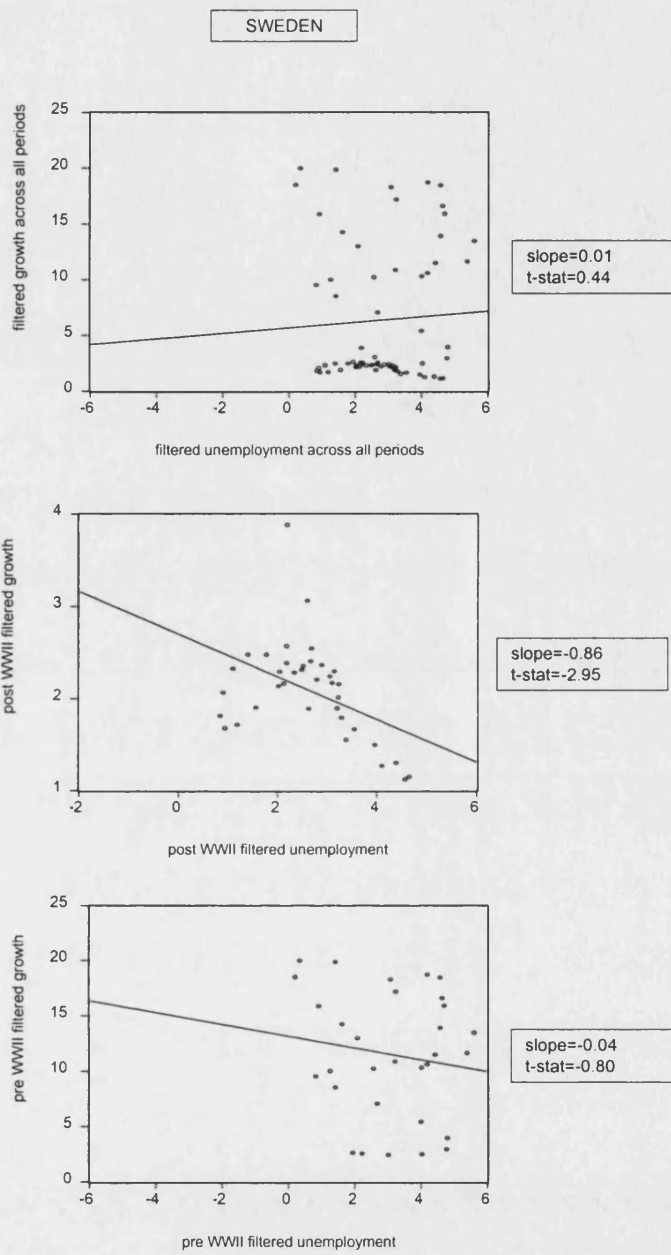 SWEDEN
filtered growth across all periods
25
20
15
10
5
0
-6
-4
-2
0
2
4
6
filtered unemployment across all periods
slope=0.01
t-stat=0.44
post WWII filtered growth
4
3
2
1
-2
0
2
4
6
post WWII filtered unemployment
slope=-0.86
t-stat=-2.95
pre WWII filtered growth
25
20
15
10
5
0
-6
-4
-2
0
2
4
6
pre WWII filtered unemployment
slope=-0.04
t-stat=-0.80